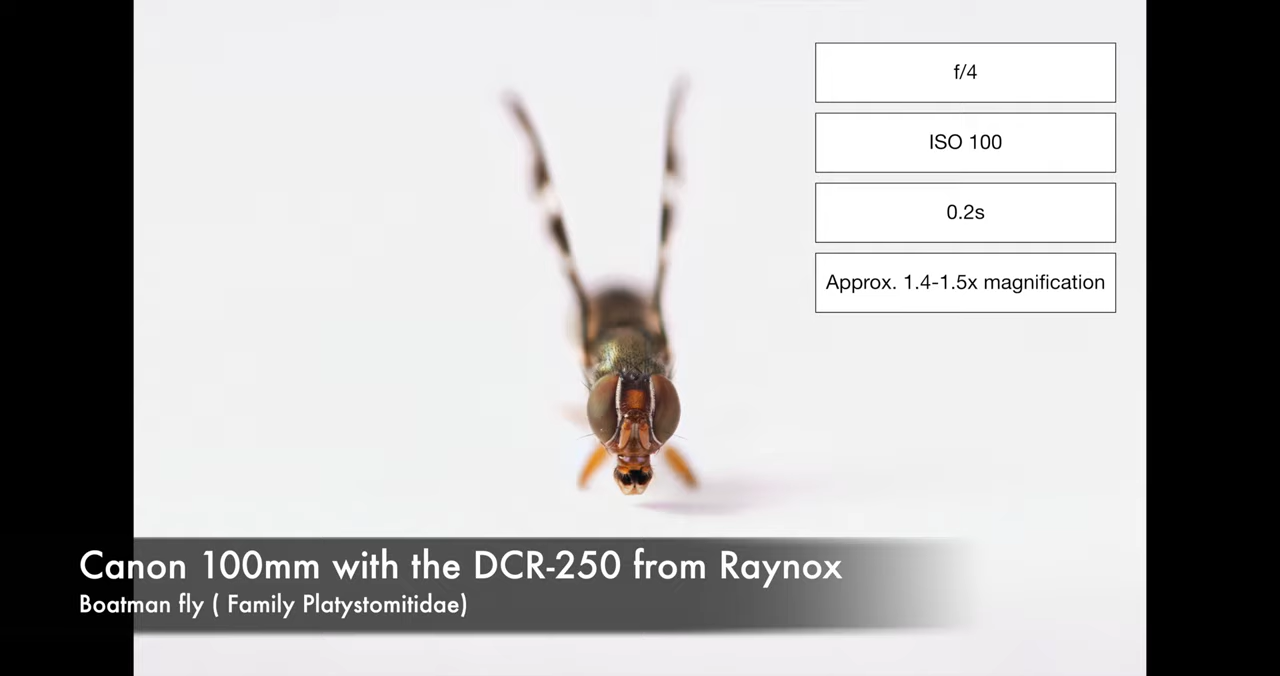 f/4
ISO 100
0.2s
Approx. 1.4-1.5x magnification
Canon 100mm with the DCR-250 from Raynox
Boatman fly ( Family Platystomitidae)